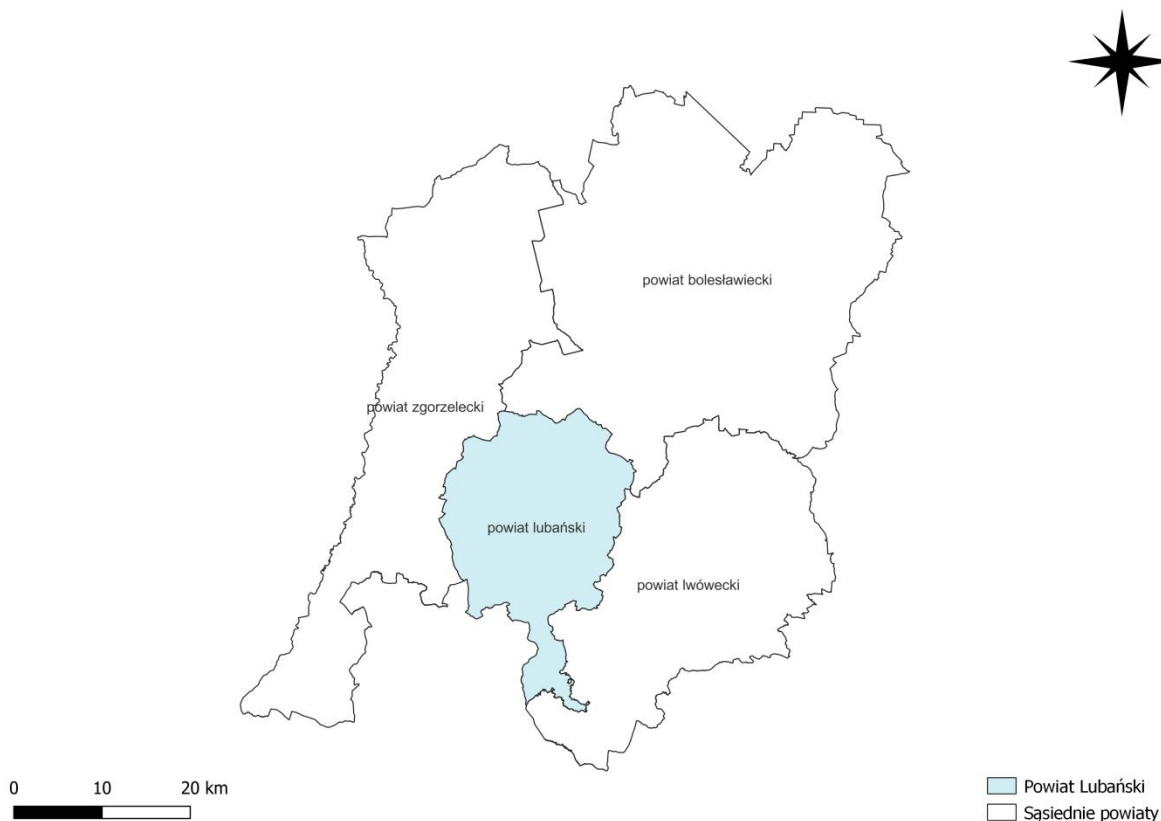 powiat bolesławiecki
powiat zgorzelecki
powiat lubański
powiat lwówecki
0 10 20 km
Powiat Lubański
Sąsiednie powiaty